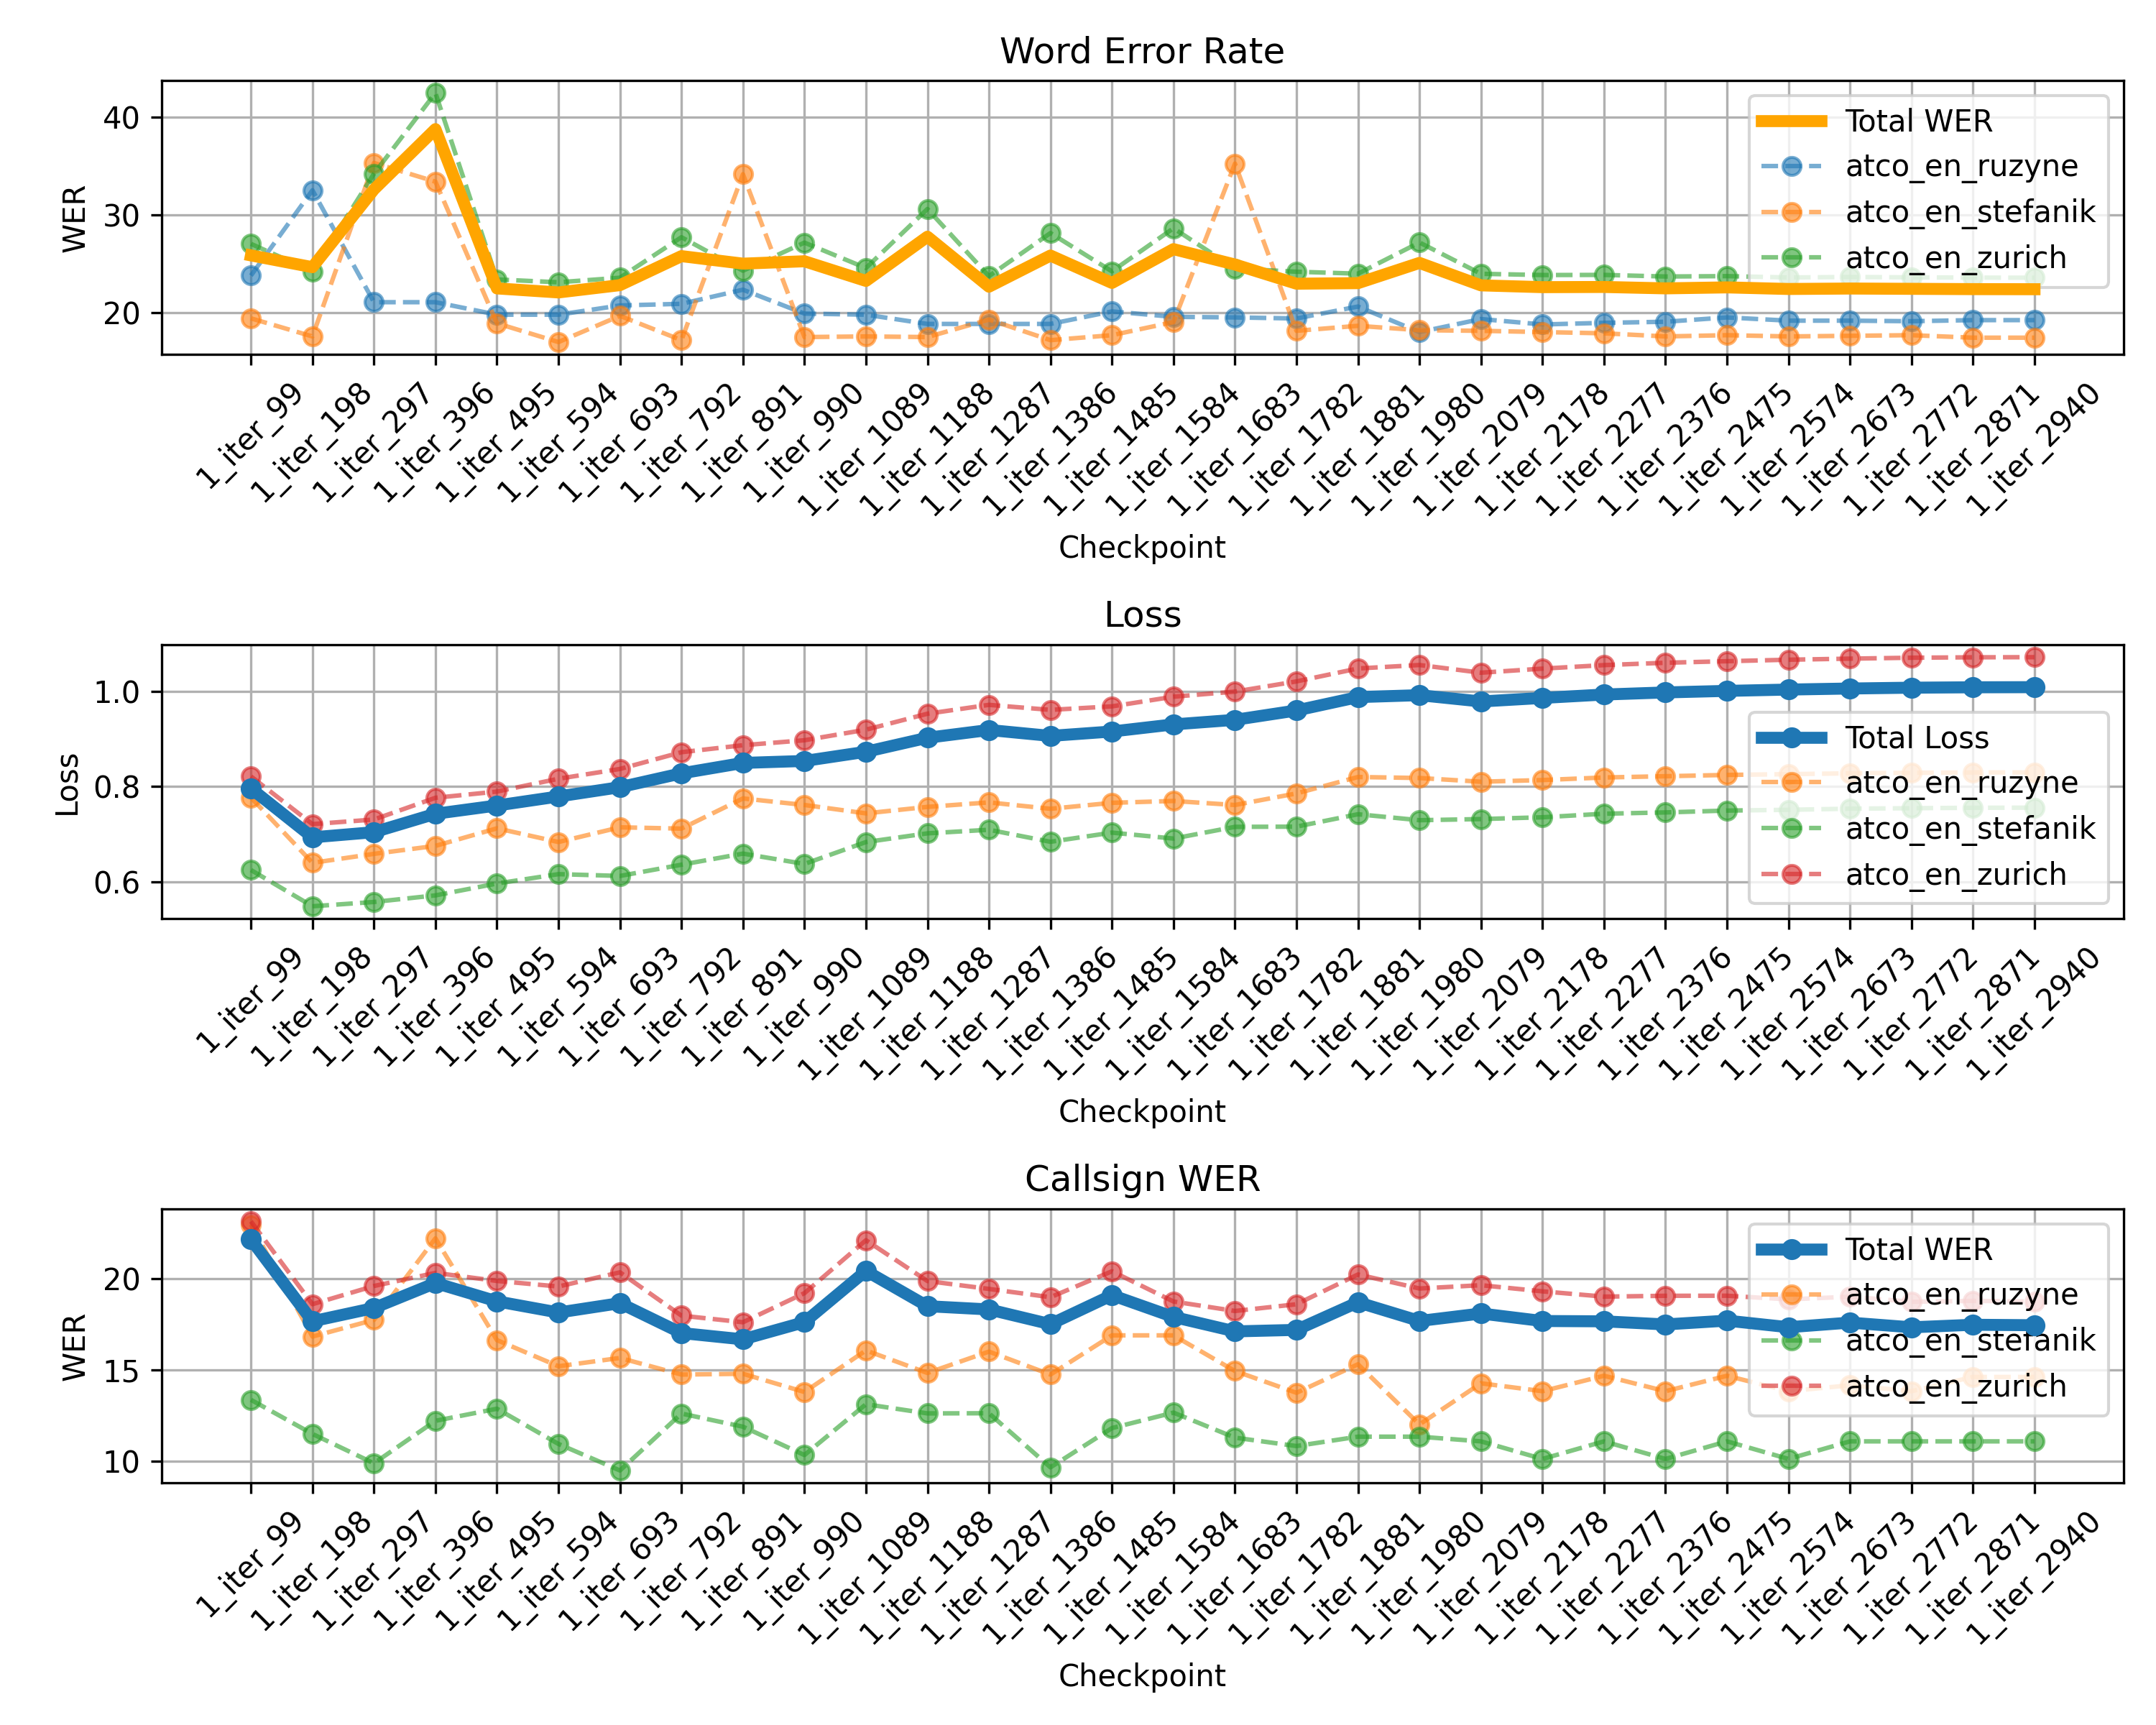 Word Error Rate
WER
40
30
20
Total WER
atco_en_ruzyne
atco_en_stefanik
atco_en_zurich
1_iter_99
1_iter_198
1_iter_297
1_iter_396
1_iter_495
1_iter_594
1_iter_693
1_iter_792
1_iter_891
1_iter_990
1_iter_1089
1_iter_1188
1_iter_1287
1_iter_1386
1_iter_1485
1_iter_1584
1_iter_1683
1_iter_1782
1_iter_1881
1_iter_1980
1_iter_2079
1_iter_2178
1_iter_2277
1_iter_2376
1_iter_2475
1_iter_2574
1_iter_2673
1_iter_2772
1_iter_2871
1_iter_2940
Checkpoint
Loss
Loss
1.0
0.8
0.6
Total Loss
atco_en_ruzyne
atco_en_stefanik
atco_en_zurich
1_iter_99
1_iter_198
1_iter_297
1_iter_396
1_iter_495
1_iter_594
1_iter_693
1_iter_792
1_iter_891
1_iter_990
1_iter_1089
1_iter_1188
1_iter_1287
1_iter_1386
1_iter_1485
1_iter_1584
1_iter_1683
1_iter_1782
1_iter_1881
1_iter_1980
1_iter_2079
1_iter_2178
1_iter_2277
1_iter_2376
1_iter_2475
1_iter_2574
1_iter_2673
1_iter_2772
1_iter_2871
1_iter_2940
Checkpoint
Callsign WER
WER
20
15
10
Total WER
atco_en_ruzyne
atco_en_stefanik
atco_en_zurich
1_iter_99
1_iter_198
1_iter_297
1_iter_396
1_iter_495
1_iter_594
1_iter_693
1_iter_792
1_iter_891
1_iter_990
1_iter_1089
1_iter_1188
1_iter_1287
1_iter_1386
1_iter_1485
1_iter_1584
1_iter_1683
1_iter_1782
1_iter_1881
1_iter_1980
1_iter_2079
1_iter_2178
1_iter_2277
1_iter_2376
1_iter_2475
1_iter_2574
1_iter_2673
1_iter_2772
1_iter_2871
1_iter_2940
Checkpoint